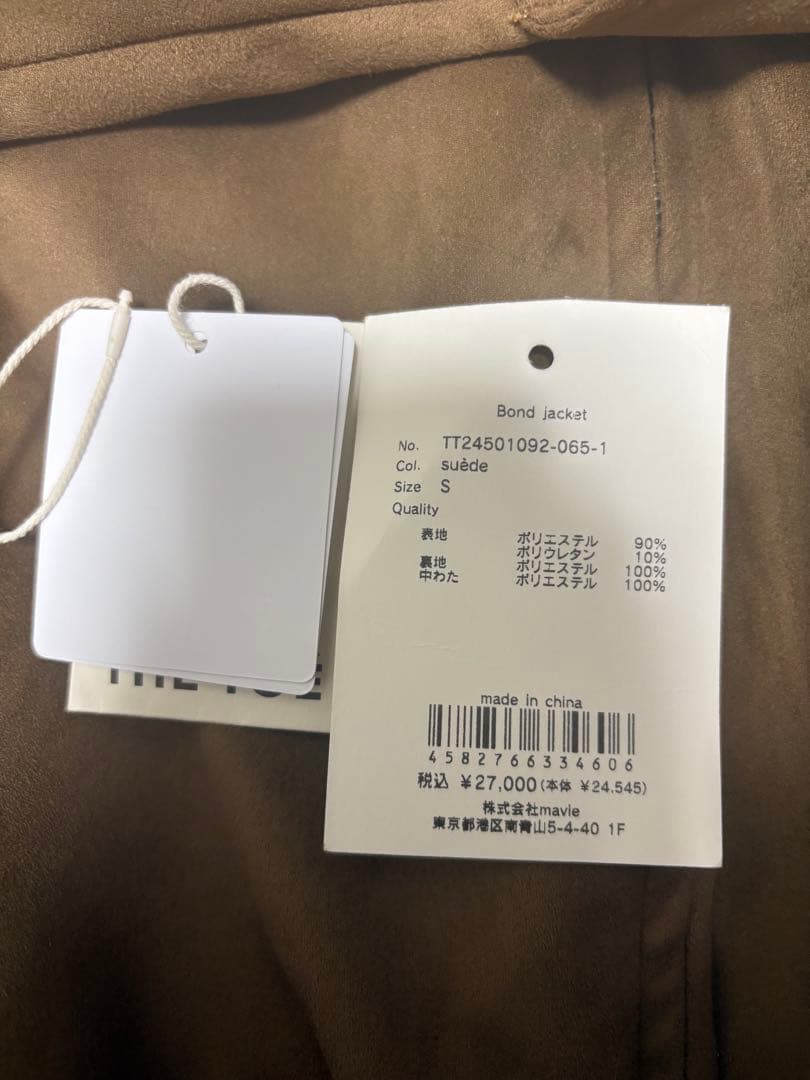 Bond jacket
No. TT24501092-065-1
Col. suède
Size S
Quality
表地 ポリエステル 90%
ポリウレタン 10%
裏地 ポリエステル 100%
中わた ポリエステル 100%
made in china
4582766334606
税込 ¥27,000(本体 ¥24,545)
株式会社mavie
東京都港区南青山5-4-40 1F
THE